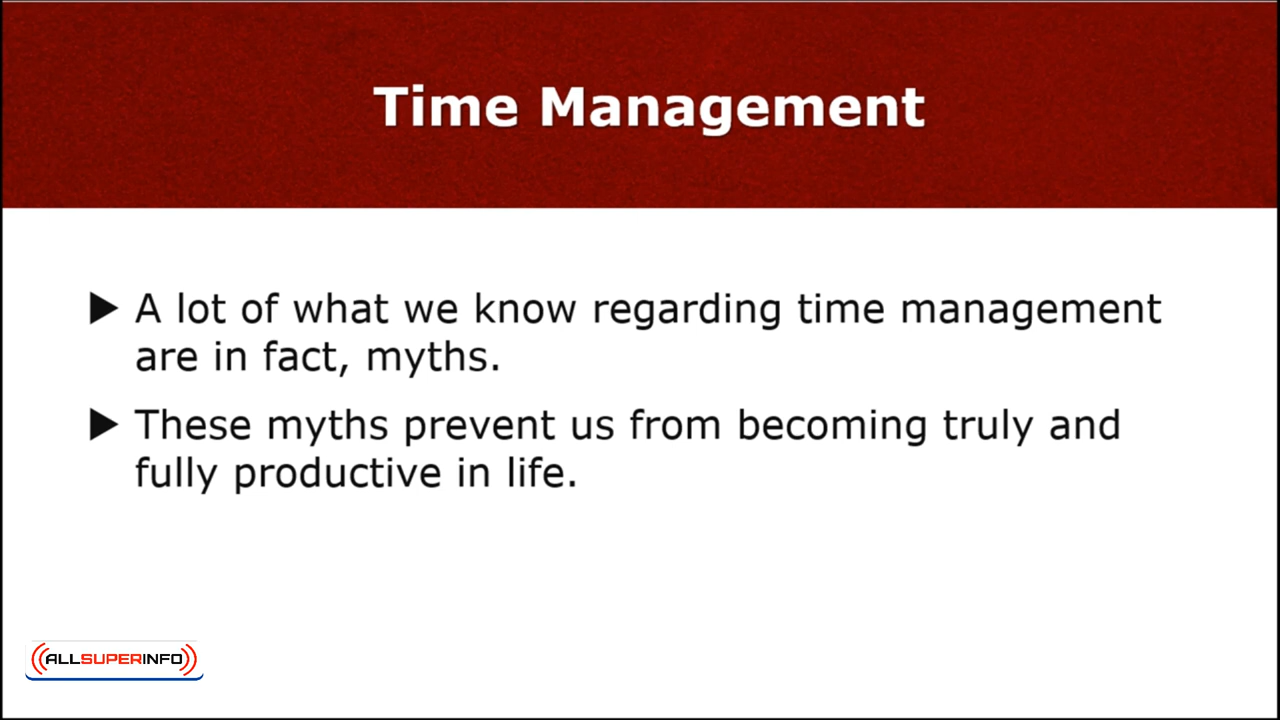 Time Management
▶ A lot of what we know regarding time management
are in fact, myths.
▶ These myths prevent us from becoming truly and
fully productive in life.
ALLSUPERINFO